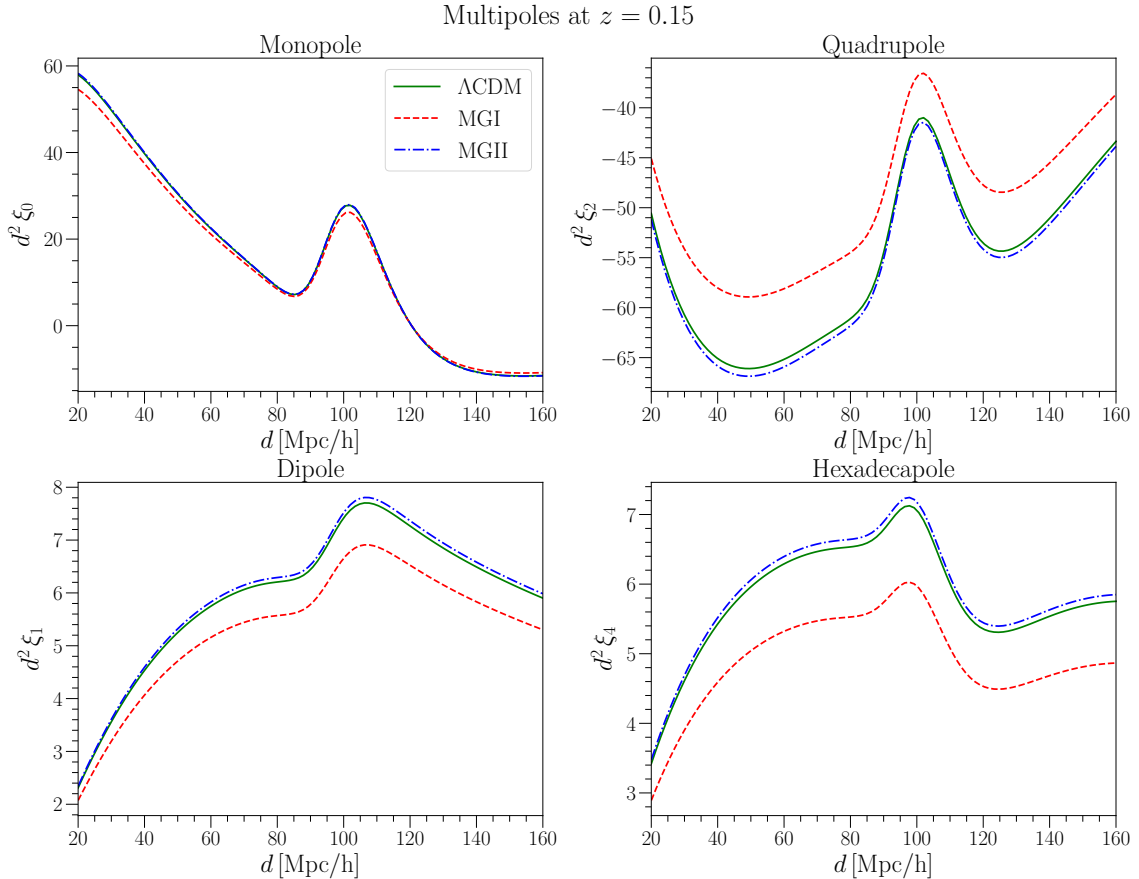 Multipoles at z = 0.15
Monopole
60
40
20
0
20 40 60 80 100 120 140 160
d² ξ₀
d [Mpc/h]
ΛCDM
MGI
MGII
Quadrupole
−40
−45
−50
−55
−60
−65
20 40 60 80 100 120 140 160
d² ξ₂
d [Mpc/h]
Dipole
8
7
6
5
4
3
2
20 40 60 80 100 120 140 160
d² ξ₁
d [Mpc/h]
Hexadecapole
7
6
5
4
3
20 40 60 80 100 120 140 160
d² ξ₄
d [Mpc/h]